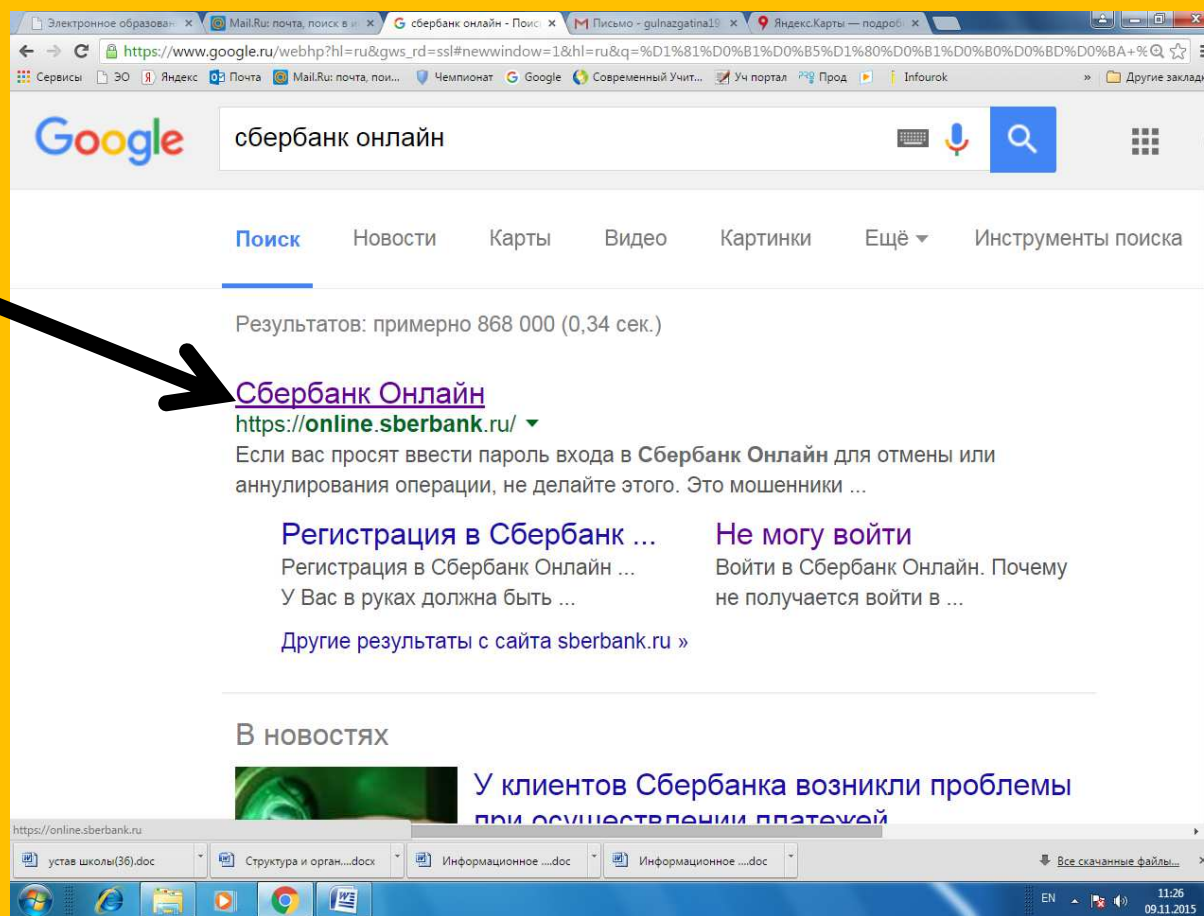 Электронное образован
Mail.Ru: почта, поиск в и
сбербанк онлайн - Поис
Письмо - gulnazgatina19
Яндекс.Карты — подроб
https://www.google.ru/webhp?hl=ru&gws_rd=ssl#newwindow=1&hl=ru&q=%D1%81%D0%B1%D0%B5%D1%80%D0%B1%D0%B0%D0%BD%D0%BA+%
Сервисы ЭО Яндекс Почта Mail.Ru: почта, пои... Чемпионат Google Современный Учит... Уч портал Прод Infourok » Другие заклад
Google сбербанк онлайн
Поиск Новости Карты Видео Картинки Ещё Инструменты поиска
Результатов: примерно 868 000 (0,34 сек.)
Сбербанк Онлайн
https://online.sberbank.ru/
Если вас просят ввести пароль входа в Сбербанк Онлайн для отмены или
аннулирования операции, не делайте этого. Это мошенники ...
Регистрация в Сбербанк ...
Регистрация в Сбербанк Онлайн ...
У Вас в руках должна быть ...
Не могу войти
Войти в Сбербанк Онлайн. Почему
не получается войти в ...
Другие результаты с сайта sberbank.ru »
В новостях
У клиентов Сбербанка возникли проблемы
при осуществлении платежей
https://online.sberbank.ru
устав школы(36).doc Структура и орган....docx Информационное ....doc Информационное ....doc Все скачанные файлы...
EN 11:26
09.11.2015